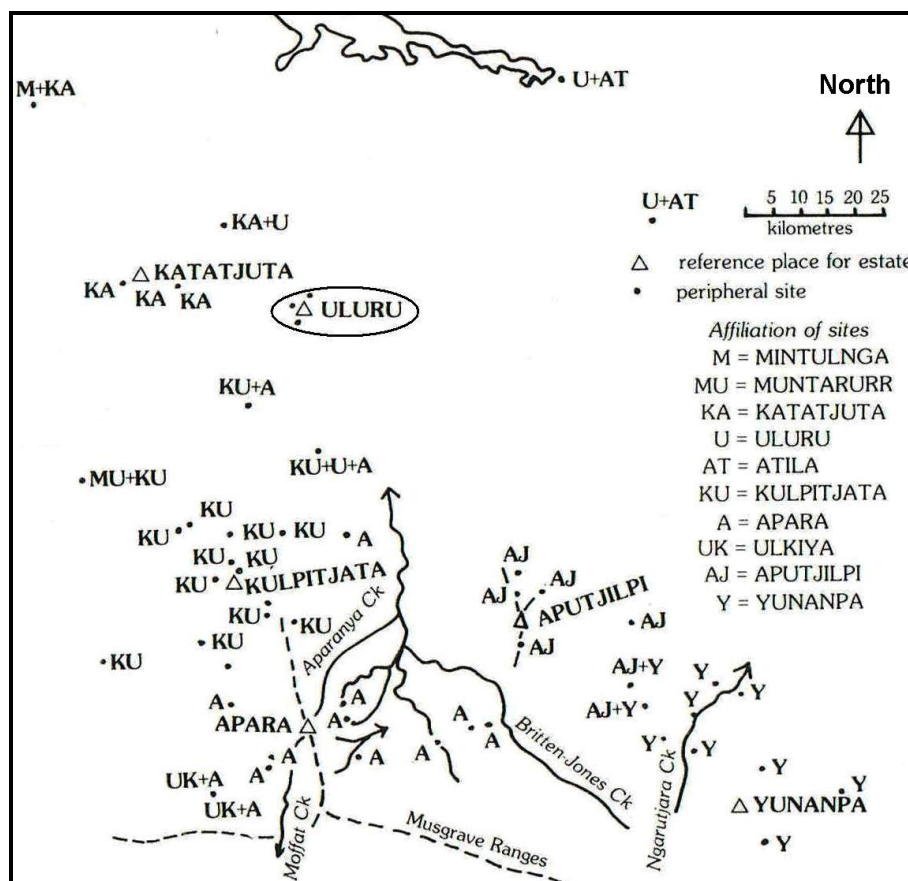 U+AT
M+KA
North
U+AT
5 10 15 20 25
kilometres
KA+U
△ reference place for estate
• peripheral site
KATATJUTA
KA
KA
KA
ULURU
Affiliation of sites
M = MINTULNGA
MU = MUNTARURR
KA = KATATJUTA
U = ULURU
AT = ATILA
KU = KULPITJATA
A = APARA
UK = ULKIYA
AJ = APUTJILPI
Y = YUNANPA
KU+A
KU+U+A
MU+KU
KU
KU
KU
KU
A
KU
KU
KU
KULPITJATA
KU
KU
KU
KU
Aparanya Ck
AJ
AJ
AJ
APUTJILPI
AJ
AJ
AJ+Y
AJ+Y
A
APARA
A
A
A
A
A
A
A
A
A
UK+A
UK+A
Moffat Ck
Musgrave Ranges
Britten-Jones Ck
Ngarutjara Ck
Y
Y
Y
Y
Y
Y
Y
YUNANPA
Y